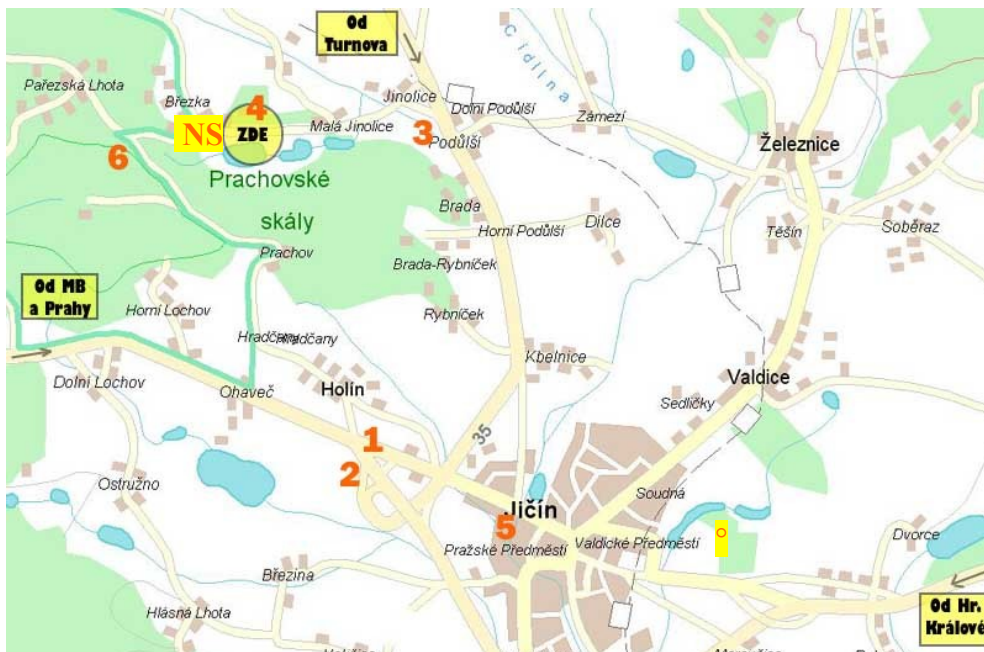 Od
Turnova
Cidlina
Pařezská Lhota
Březka
4
NS
ZDE
Malá Jinolice
Jinolice
3
Dolní Podůlší
Podůlší
Zámezí
Železnice
6
Prachovské
skály
Brada
Horní Podůlší
Dílce
Těšín
Soběraz
Prachov
Brada-Rybníček
Od MB
a Prahy
Horní Lochov
Rybníček
Hradčany
Hradčany
Kbelnice
Dolní Lochov
Ohaveč
Holín
Valdice
Sedličky
1
35
2
Ostružno
Soudná
Jičín
5
Pražské Předměstí
Valdické Předměstí
Dvorce
Březina
Hlásná Lhota
Od Hr.
Králové